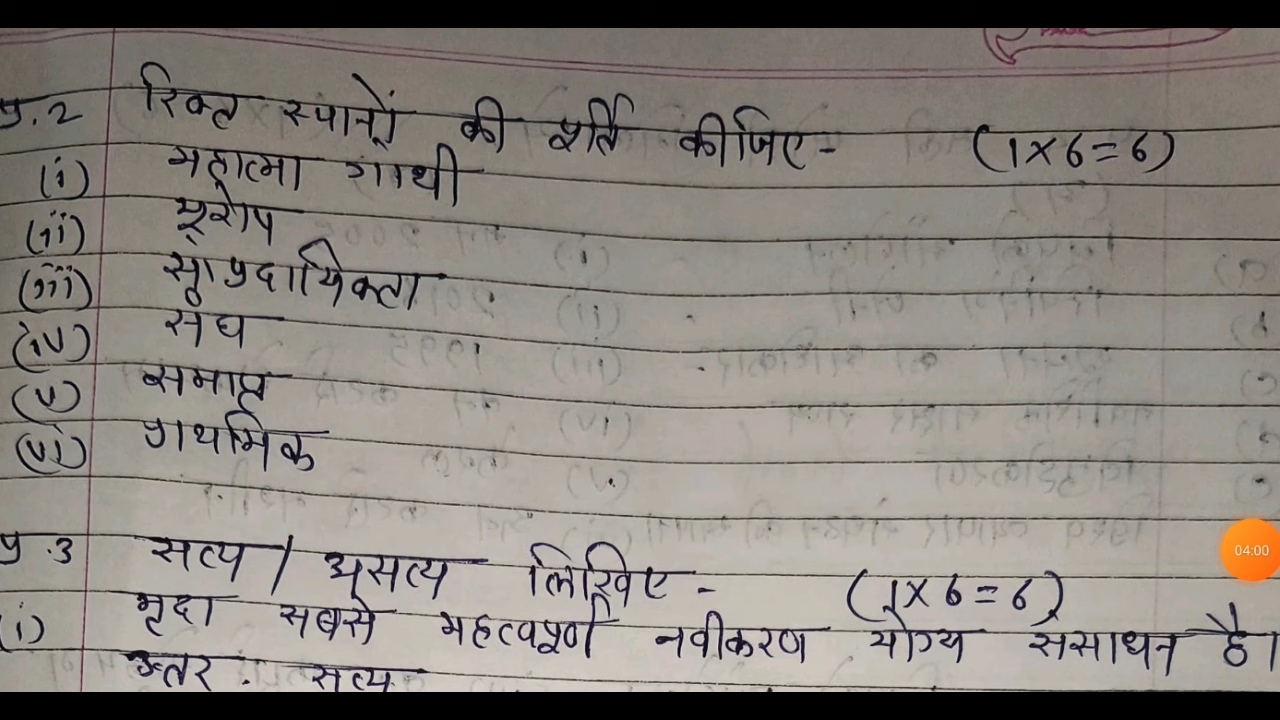 प्र.2 रिक्त स्थानों की पूर्ति कीजिए- (1×6=6)
(i) महात्मा गांधी
(ii) यूरोप
(iii) सांप्रदायिकता
(iv) संघ
(v) समाप्त
(vi) प्राथमिक
प्र.3 सत्य / असत्य लिखिए - (1×6=6)
(i) मृदा सबसे महत्वपूर्ण नवीकरण योग्य संसाधन है।
उत्तर. सत्य
04:00